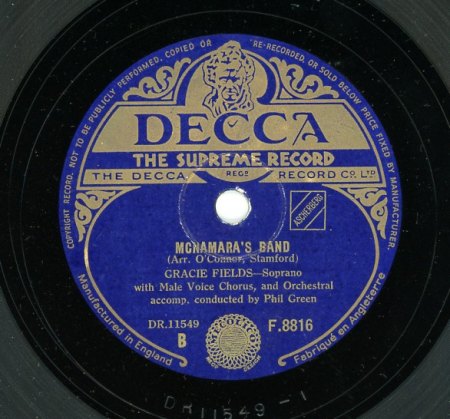 COPYRIGHT RECORD. NOT TO BE PUBLICLY PERFORMED, COPIED OR RE-RECORDED, OR SOLD BELOW PRICE FIXED BY MANUFACTURER.
DECCA
THE SUPREME RECORD
THE DECCA REGD RECORD CO. LTD
ASCHERBERG
MCNAMARA'S BAND
(Arr. O'Connor, Stamford)
GRACIE FIELDS—Soprano
with Male Voice Chorus, and Orchestral
accomp. conducted by Phil Green
DR.11549
B
F.8816
Manufactured in England
Fabriqué en Angleterre
DR11549-1